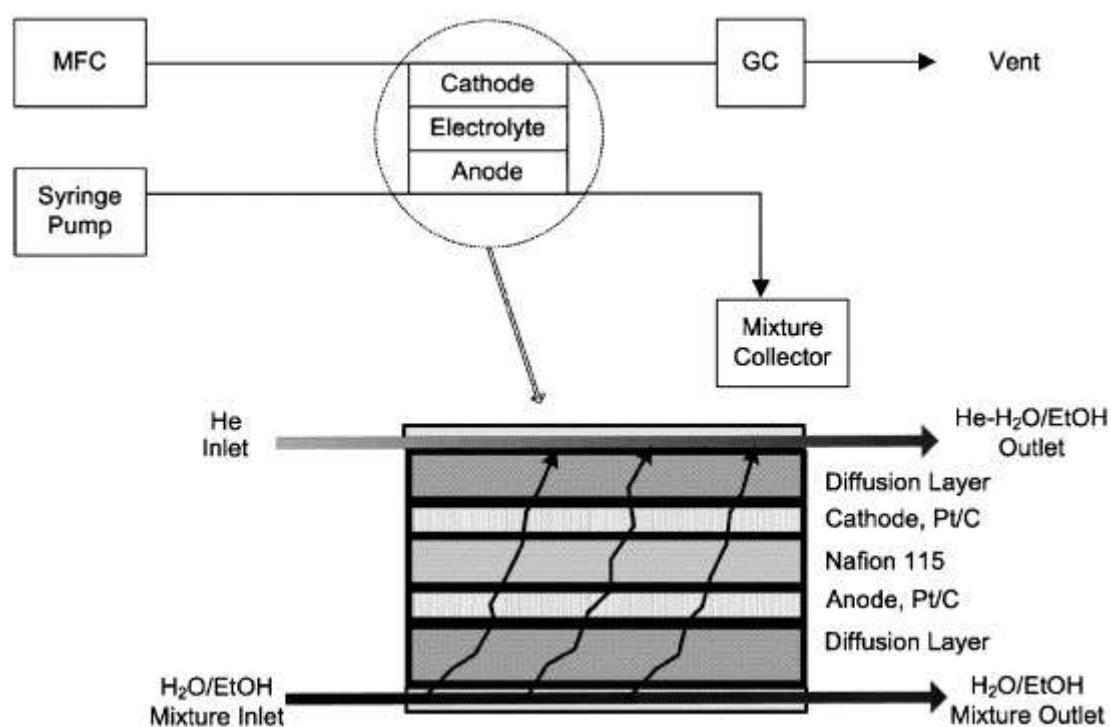 MFC
GC
Vent
Cathode
Electrolyte
Anode
Syringe
Pump
Mixture
Collector
He
Inlet
He-H₂O/EtOH
Outlet
Diffusion Layer
Cathode, Pt/C
Nafion 115
Anode, Pt/C
Diffusion Layer
H₂O/EtOH
Mixture Inlet
H₂O/EtOH
Mixture Outlet